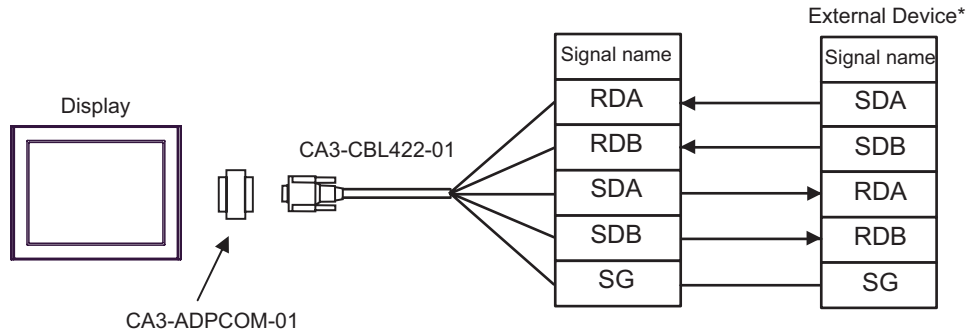 External Device*
Signal name
Signal name
RDA
SDA
Display
RDB
SDB
CA3-CBL422-01
SDA
RDA
SDB
RDB
SG
SG
CA3-ADPCOM-01